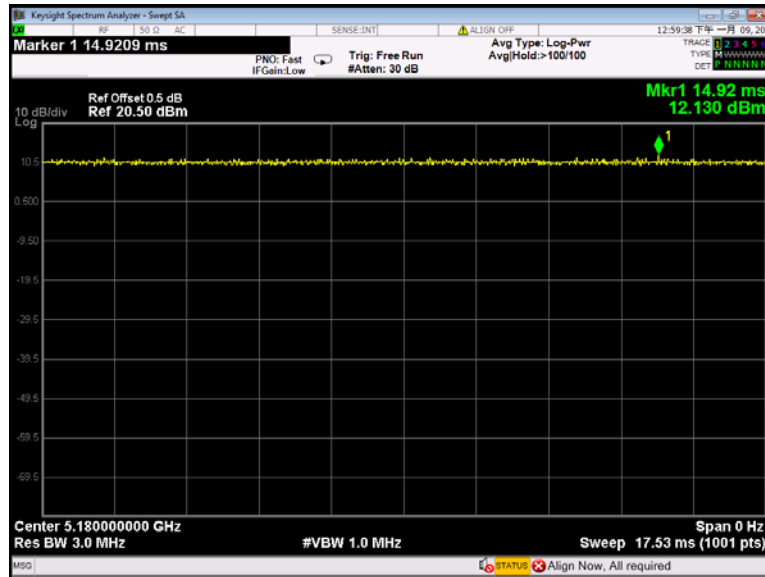 Keysight Spectrum Analyzer - Swept SA
RF 50 Ω AC SENSE:INT ALIGN OFF 12:59:38 下午 一月 09, 20
Marker 1 14.9209 ms
PNO: Fast
IFGain:Low
Trig: Free Run
#Atten: 30 dB
Avg Type: Log-Pwr
Avg|Hold:>100/100
TRACE 1 2 3 4 5 6
TYPE M
DET P N N N N N
Mkr1 14.92 ms
12.130 dBm
Ref Offset 0.5 dB
10 dB/div Ref 20.50 dBm
Log
1
10.5
0.500
-9.50
-19.5
-29.5
-39.5
-49.5
-59.5
-69.5
Center 5.180000000 GHz Span 0 Hz
Res BW 3.0 MHz #VBW 1.0 MHz Sweep 17.53 ms (1001 pts)
MSG STATUS Align Now, All required